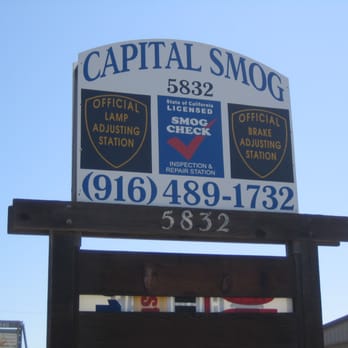 CAPITAL SMOG
5832
OFFICIAL
LAMP
ADJUSTING
STATION
State of California
LICENSED
SMOG
CHECK
INSPECTION &
REPAIR STATION
OFFICIAL
BRAKE
ADJUSTING
STATION
(916) 489-1732
5832